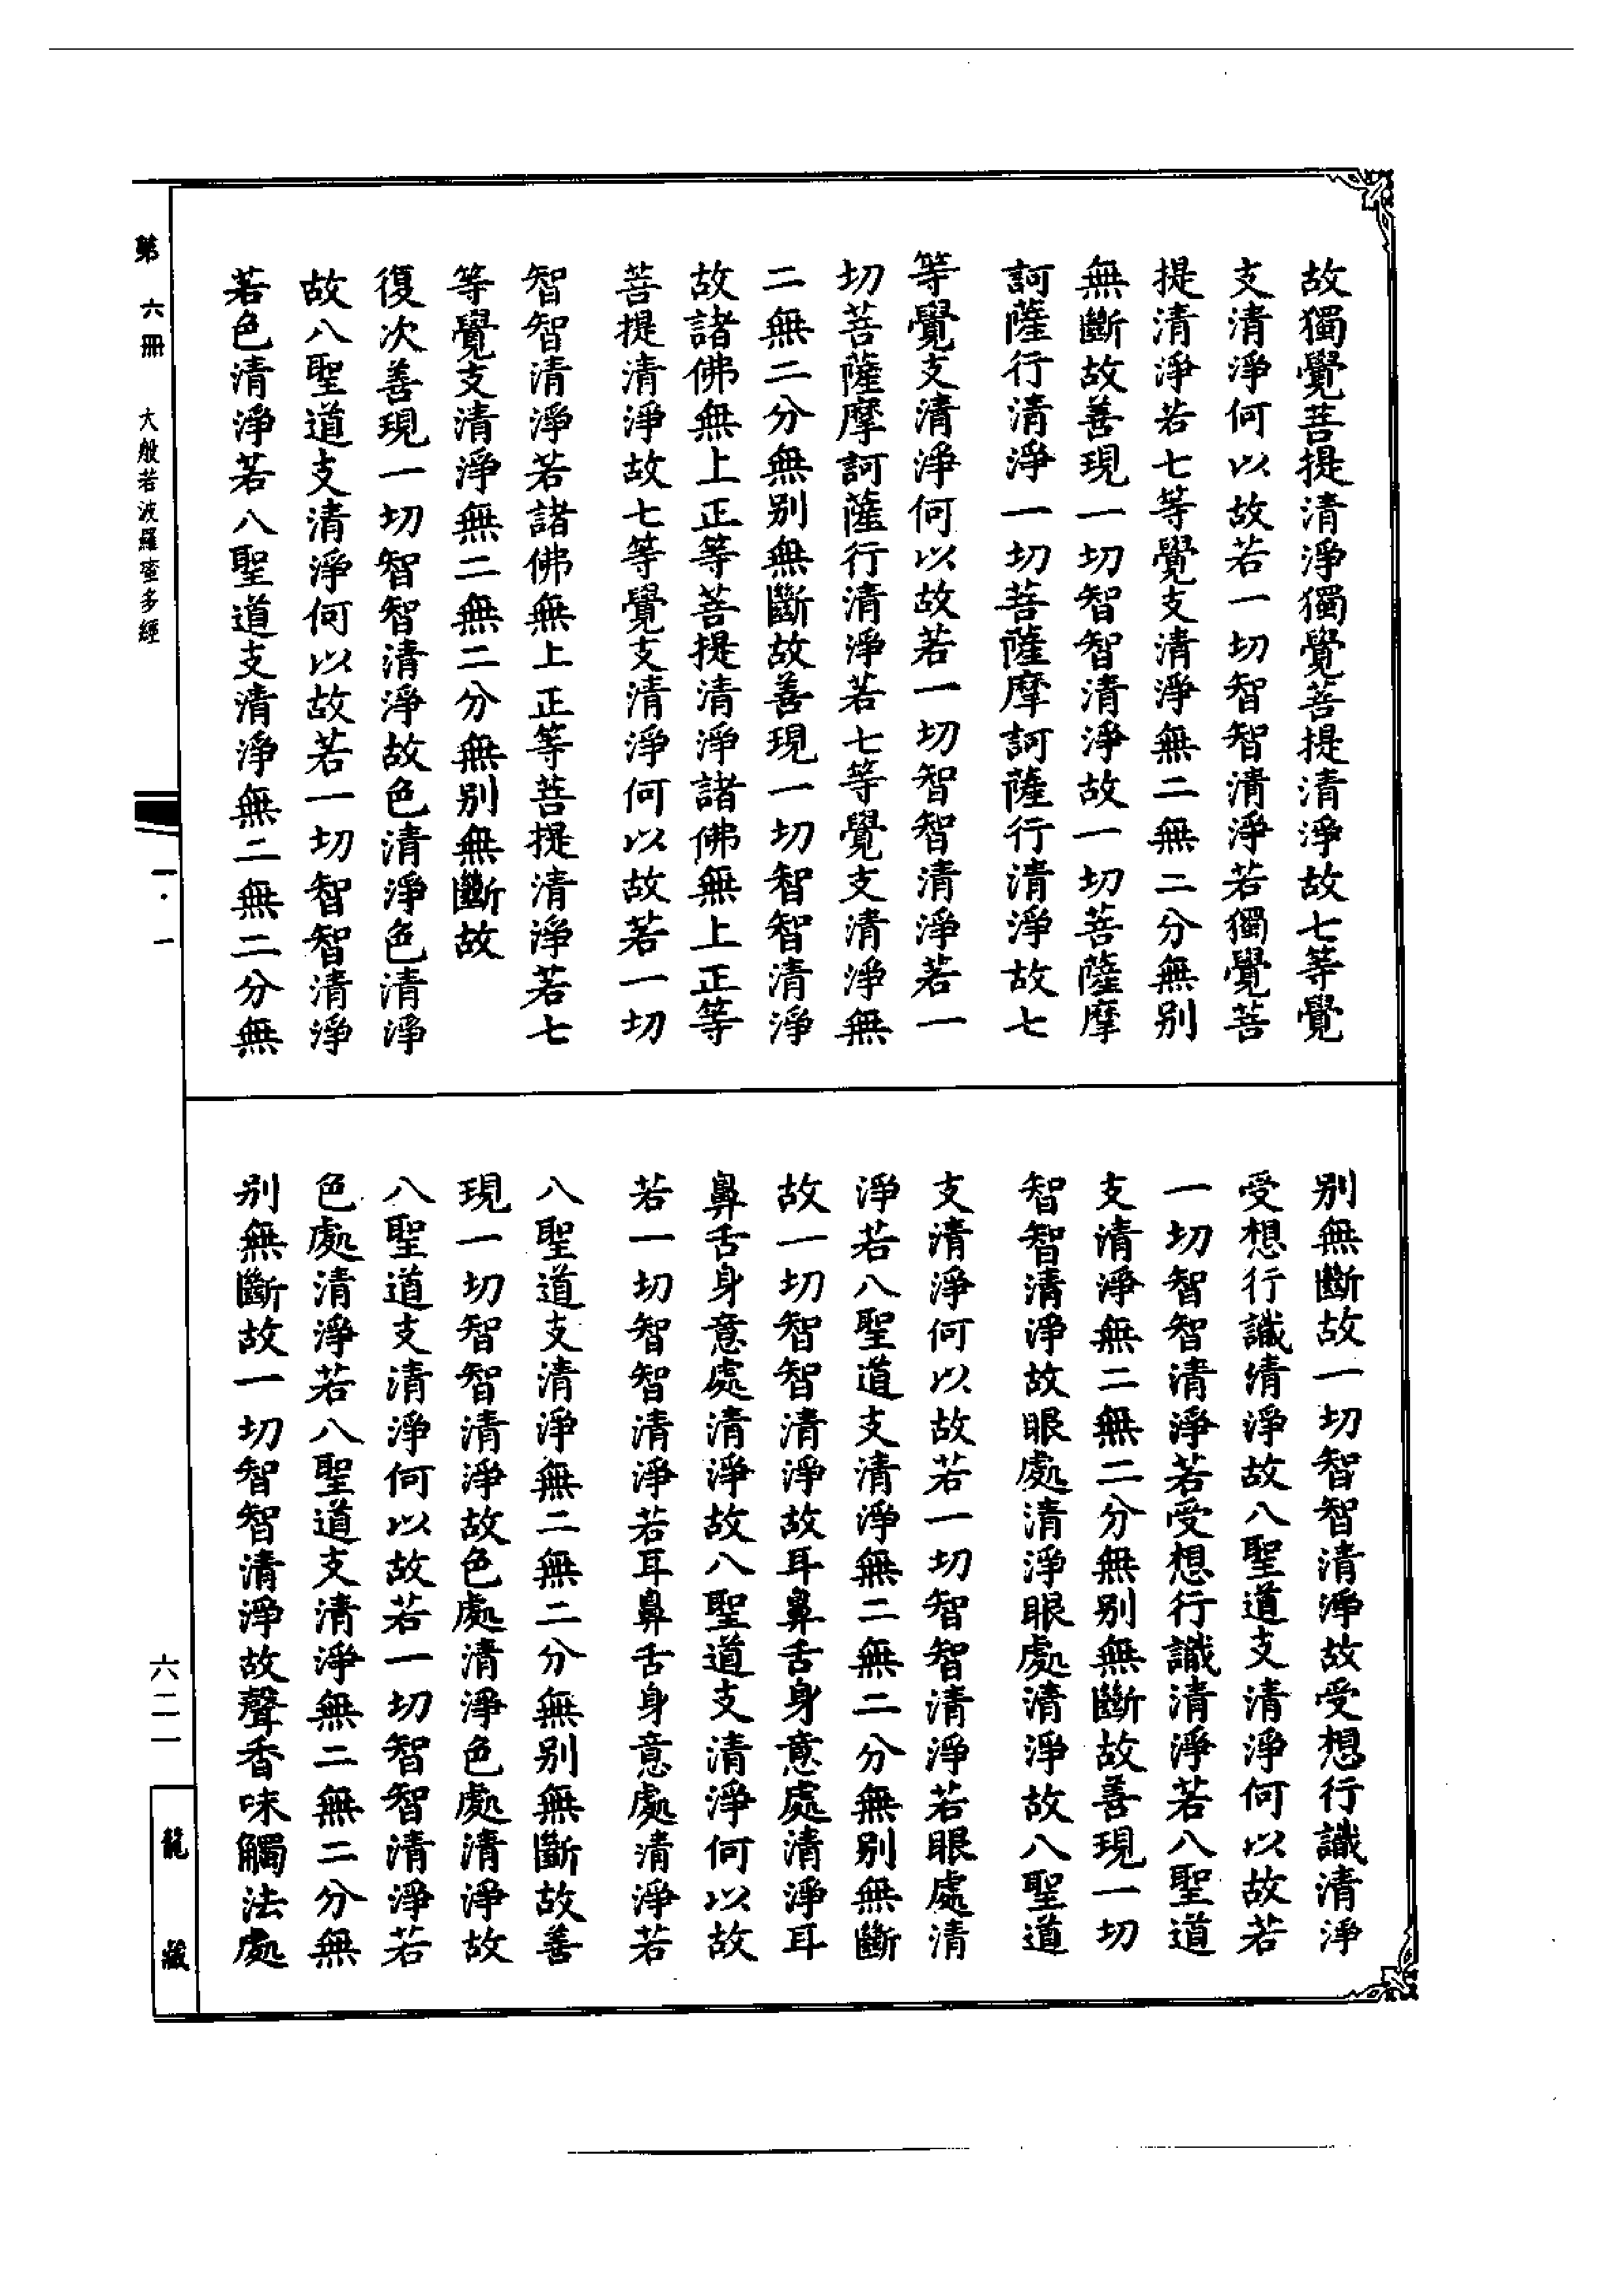 故獨覺菩提清淨獨覺菩提清淨故七等覺
支清淨何以故若一切智智清淨若獨覺菩
提清淨若七等覺支清淨無二無二分無別
無斷故善現一切智智清淨故一切菩薩摩
訶薩行清淨一切菩薩摩訶薩行清淨故七
等覺支清淨何以故若一切智智清淨若一
切菩薩摩訶薩行清淨若七等覺支清淨無
二無二分無別無斷故善現一切智智清淨
故諸佛無上正等菩提清淨諸佛無上正等
菩提清淨故七等覺支清淨何以故若一切
智智清淨若諸佛無上正等菩提清淨若七
等覺支清淨無二無二分無別無斷故
復次善現一切智智清淨故色清淨色清淨
故八聖道支清淨何以故若一切智智清淨
若色清淨若八聖道支清淨無二無二分無
別無斷故一切智智清淨故受想行識清淨
受想行識清淨故八聖道支清淨何以故若
一切智智清淨若受想行識清淨若八聖道
支清淨無二無二分無別無斷故善現一切
智智清淨故眼處清淨眼處清淨故八聖道
支清淨何以故若一切智智清淨若眼處清
淨若八聖道支清淨無二無二分無別無斷
故一切智智清淨故耳鼻舌身意處清淨耳
鼻舌身意處清淨故八聖道支清淨何以故
若一切智智清淨若耳鼻舌身意處清淨若
八聖道支清淨無二無二分無別無斷故善
現一切智智清淨故色處清淨色處清淨故
八聖道支清淨何以故若一切智智清淨若
色處清淨若八聖道支清淨無二無二分無
別無斷故一切智智清淨故聲香味觸法處
第六冊 大般若波羅蜜多經
一·一
六二一
龍藏